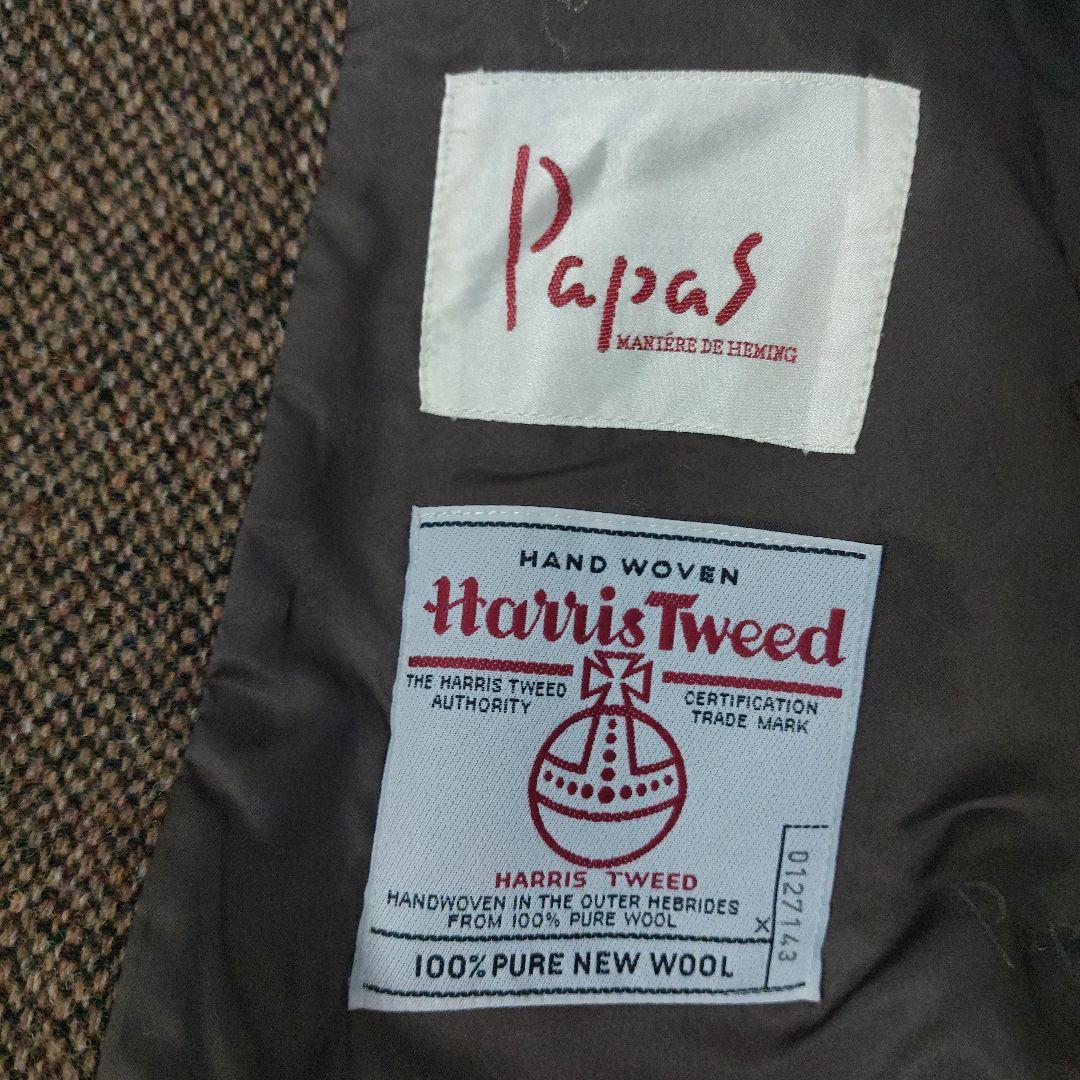 Papas
MANIÉRE DE HEMING
HAND WOVEN
Harris Tweed
THE HARRIS TWEED
AUTHORITY
CERTIFICATION
TRADE MARK
HARRIS TWEED
HANDWOVEN IN THE OUTER HEBRIDES
FROM 100% PURE WOOL
X
0127143
100% PURE NEW WOOL